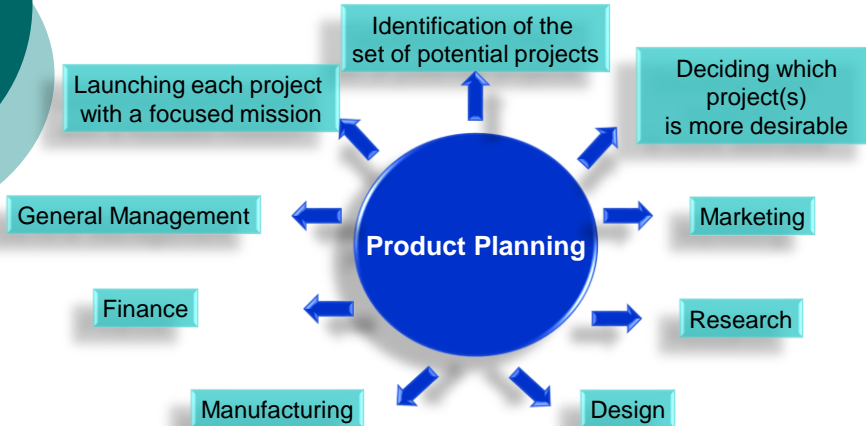 Identification of the
set of potential projects
Launching each project
with a focused mission
Deciding which
project(s)
is more desirable
General Management
Product Planning
Marketing
Finance
Research
Manufacturing
Design